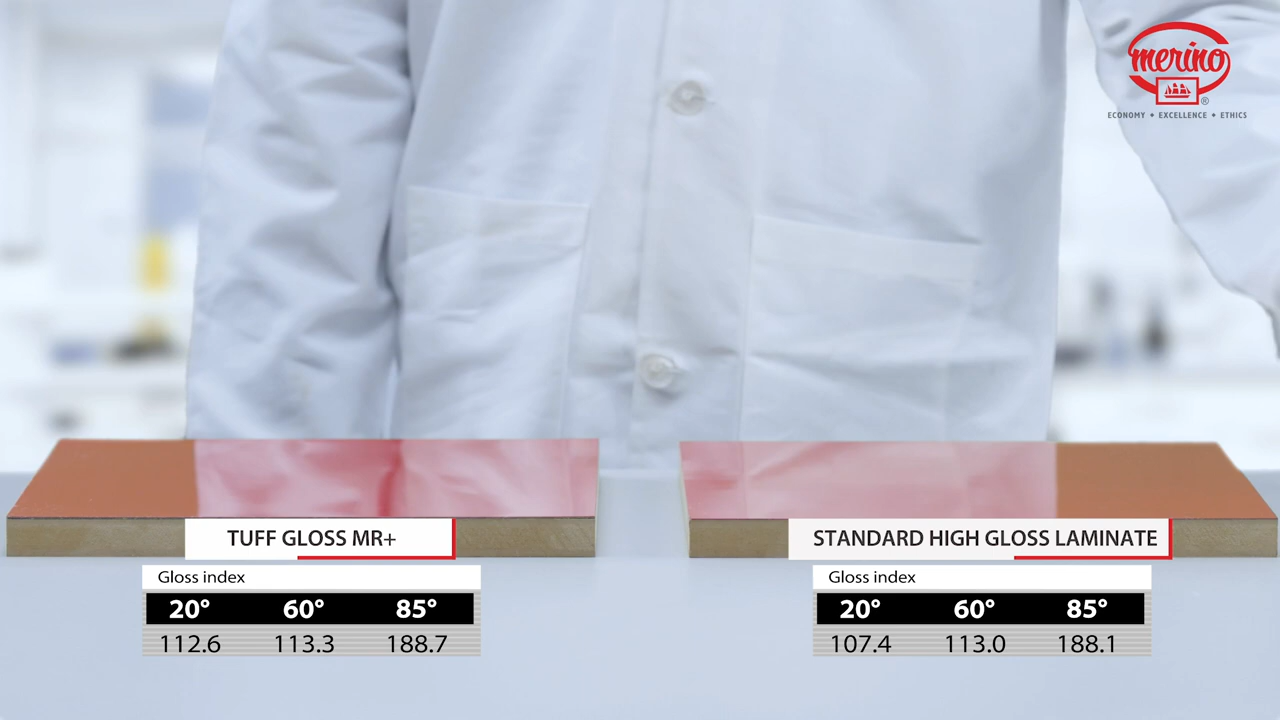 merino
®
ECONOMY ✦ EXCELLENCE ✦ ETHICS
TUFF GLOSS MR+
Gloss index
20° 60° 85°
112.6 113.3 188.7
STANDARD HIGH GLOSS LAMINATE
Gloss index
20° 60° 85°
107.4 113.0 188.1